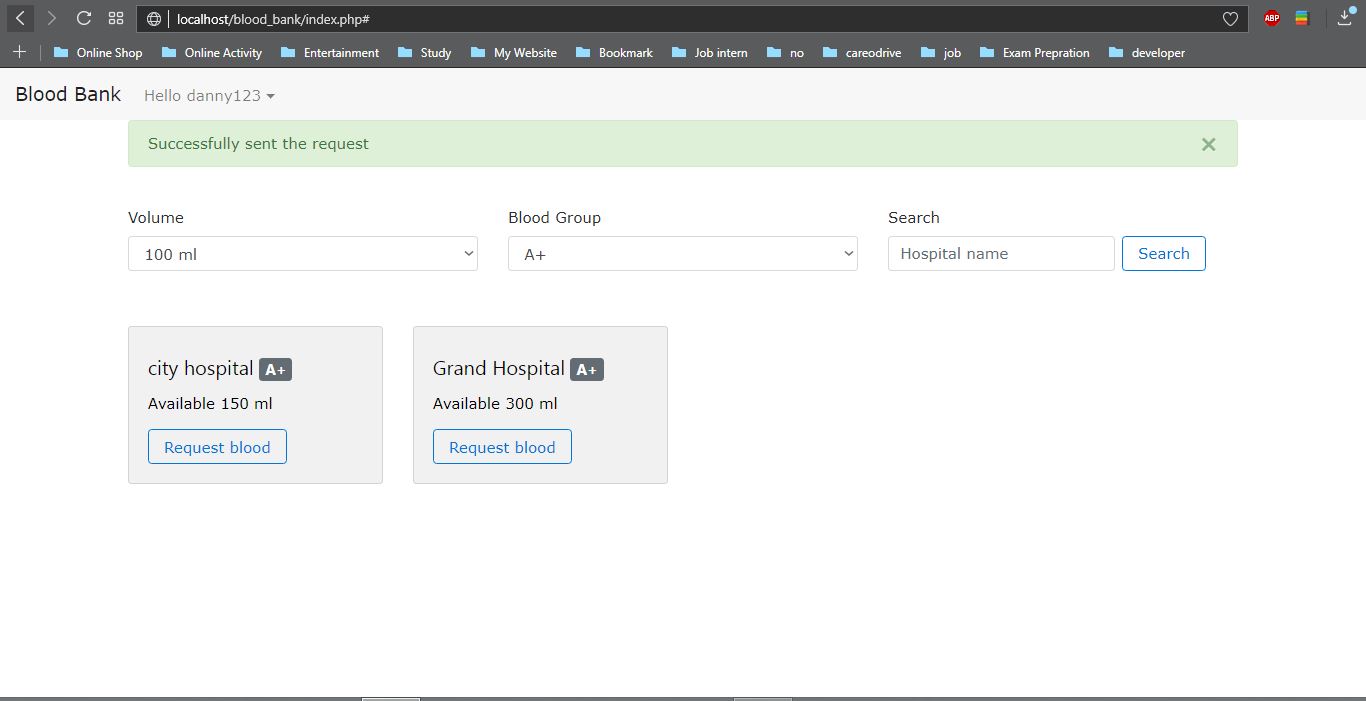 localhost/blood_bank/index.php#
ABP
Online Shop Online Activity Entertainment Study My Website Bookmark Job intern no careodrive job Exam Prepration developer
Blood Bank Hello danny123
Successfully sent the request ×
Volume Blood Group Search
100 ml A+ Hospital name Search
city hospital A+ Grand Hospital A+
Available 150 ml Available 300 ml
Request blood Request blood